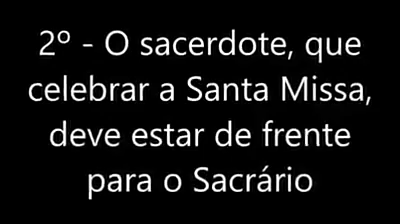 2º - O sacerdote, que
celebrar a Santa Missa,
deve estar de frente
para o Sacrário